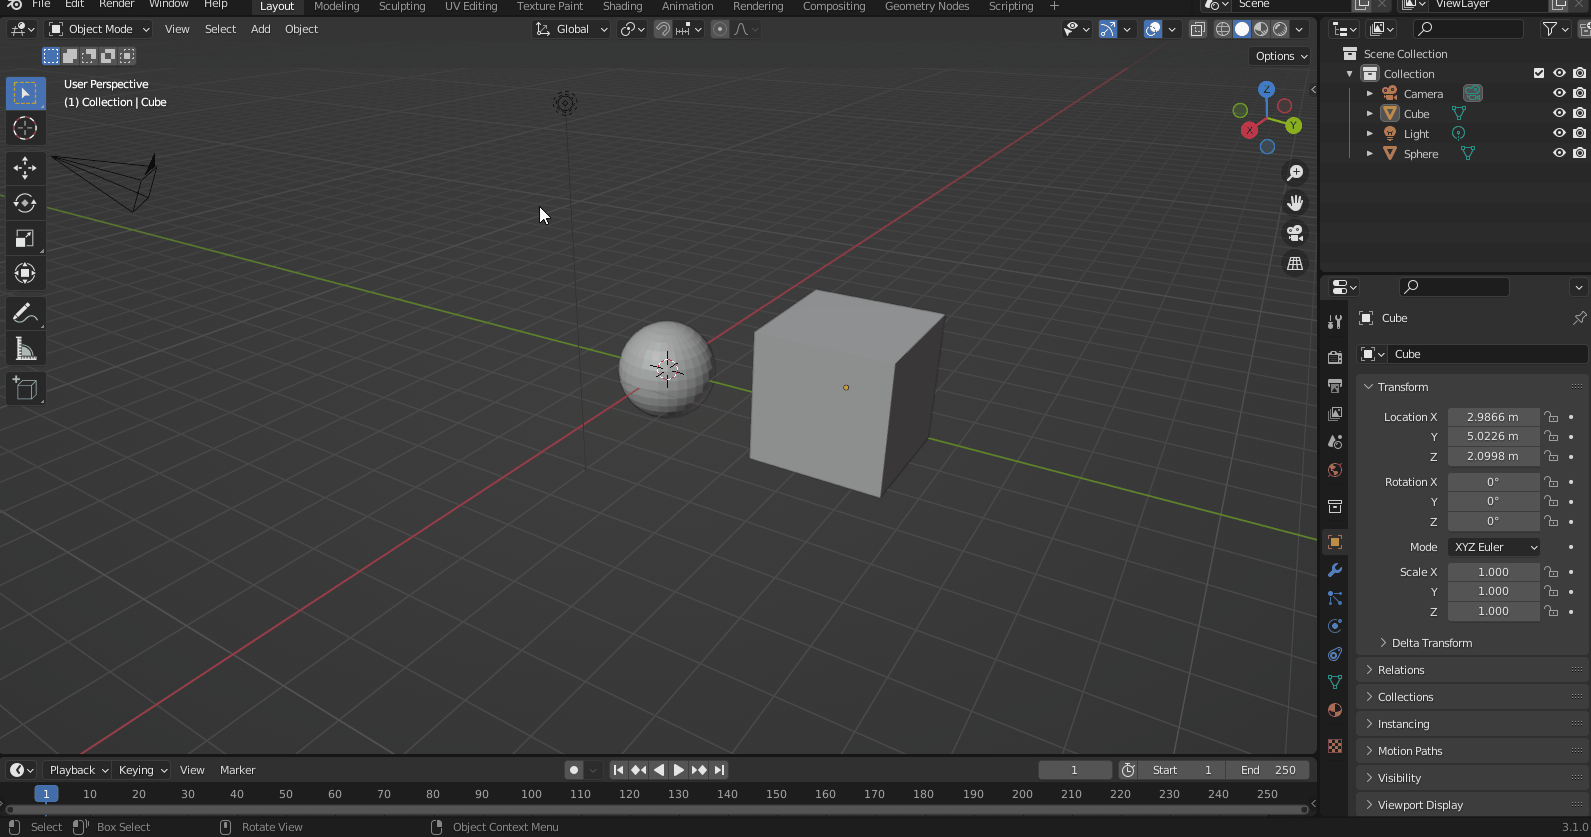 File Edit Render Window Help Layout Modeling Sculpting UV Editing Texture Paint Shading Animation Rendering Compositing Geometry Nodes Scripting + Scene ViewLayer
Object Mode View Select Add Object Global
Options
User Perspective
(1) Collection | Cube
Z
Y
X
Scene Collection
Collection
Camera
Cube
Light
Sphere
Cube
Cube
Transform
Location X 2.9866 m
Y 5.0226 m
Z 2.0998 m
Rotation X 0°
Y 0°
Z 0°
Mode XYZ Euler
Scale X 1.000
Y 1.000
Z 1.000
Delta Transform
Relations
Collections
Instancing
Motion Paths
Visibility
Viewport Display
Playback Keying View Marker 1 Start 1 End 250
1 10 20 30 40 50 60 70 80 90 100 110 120 130 140 150 160 170 180 190 200 210 220 230 240 250
Select Box Select Rotate View Object Context Menu 3.1.0